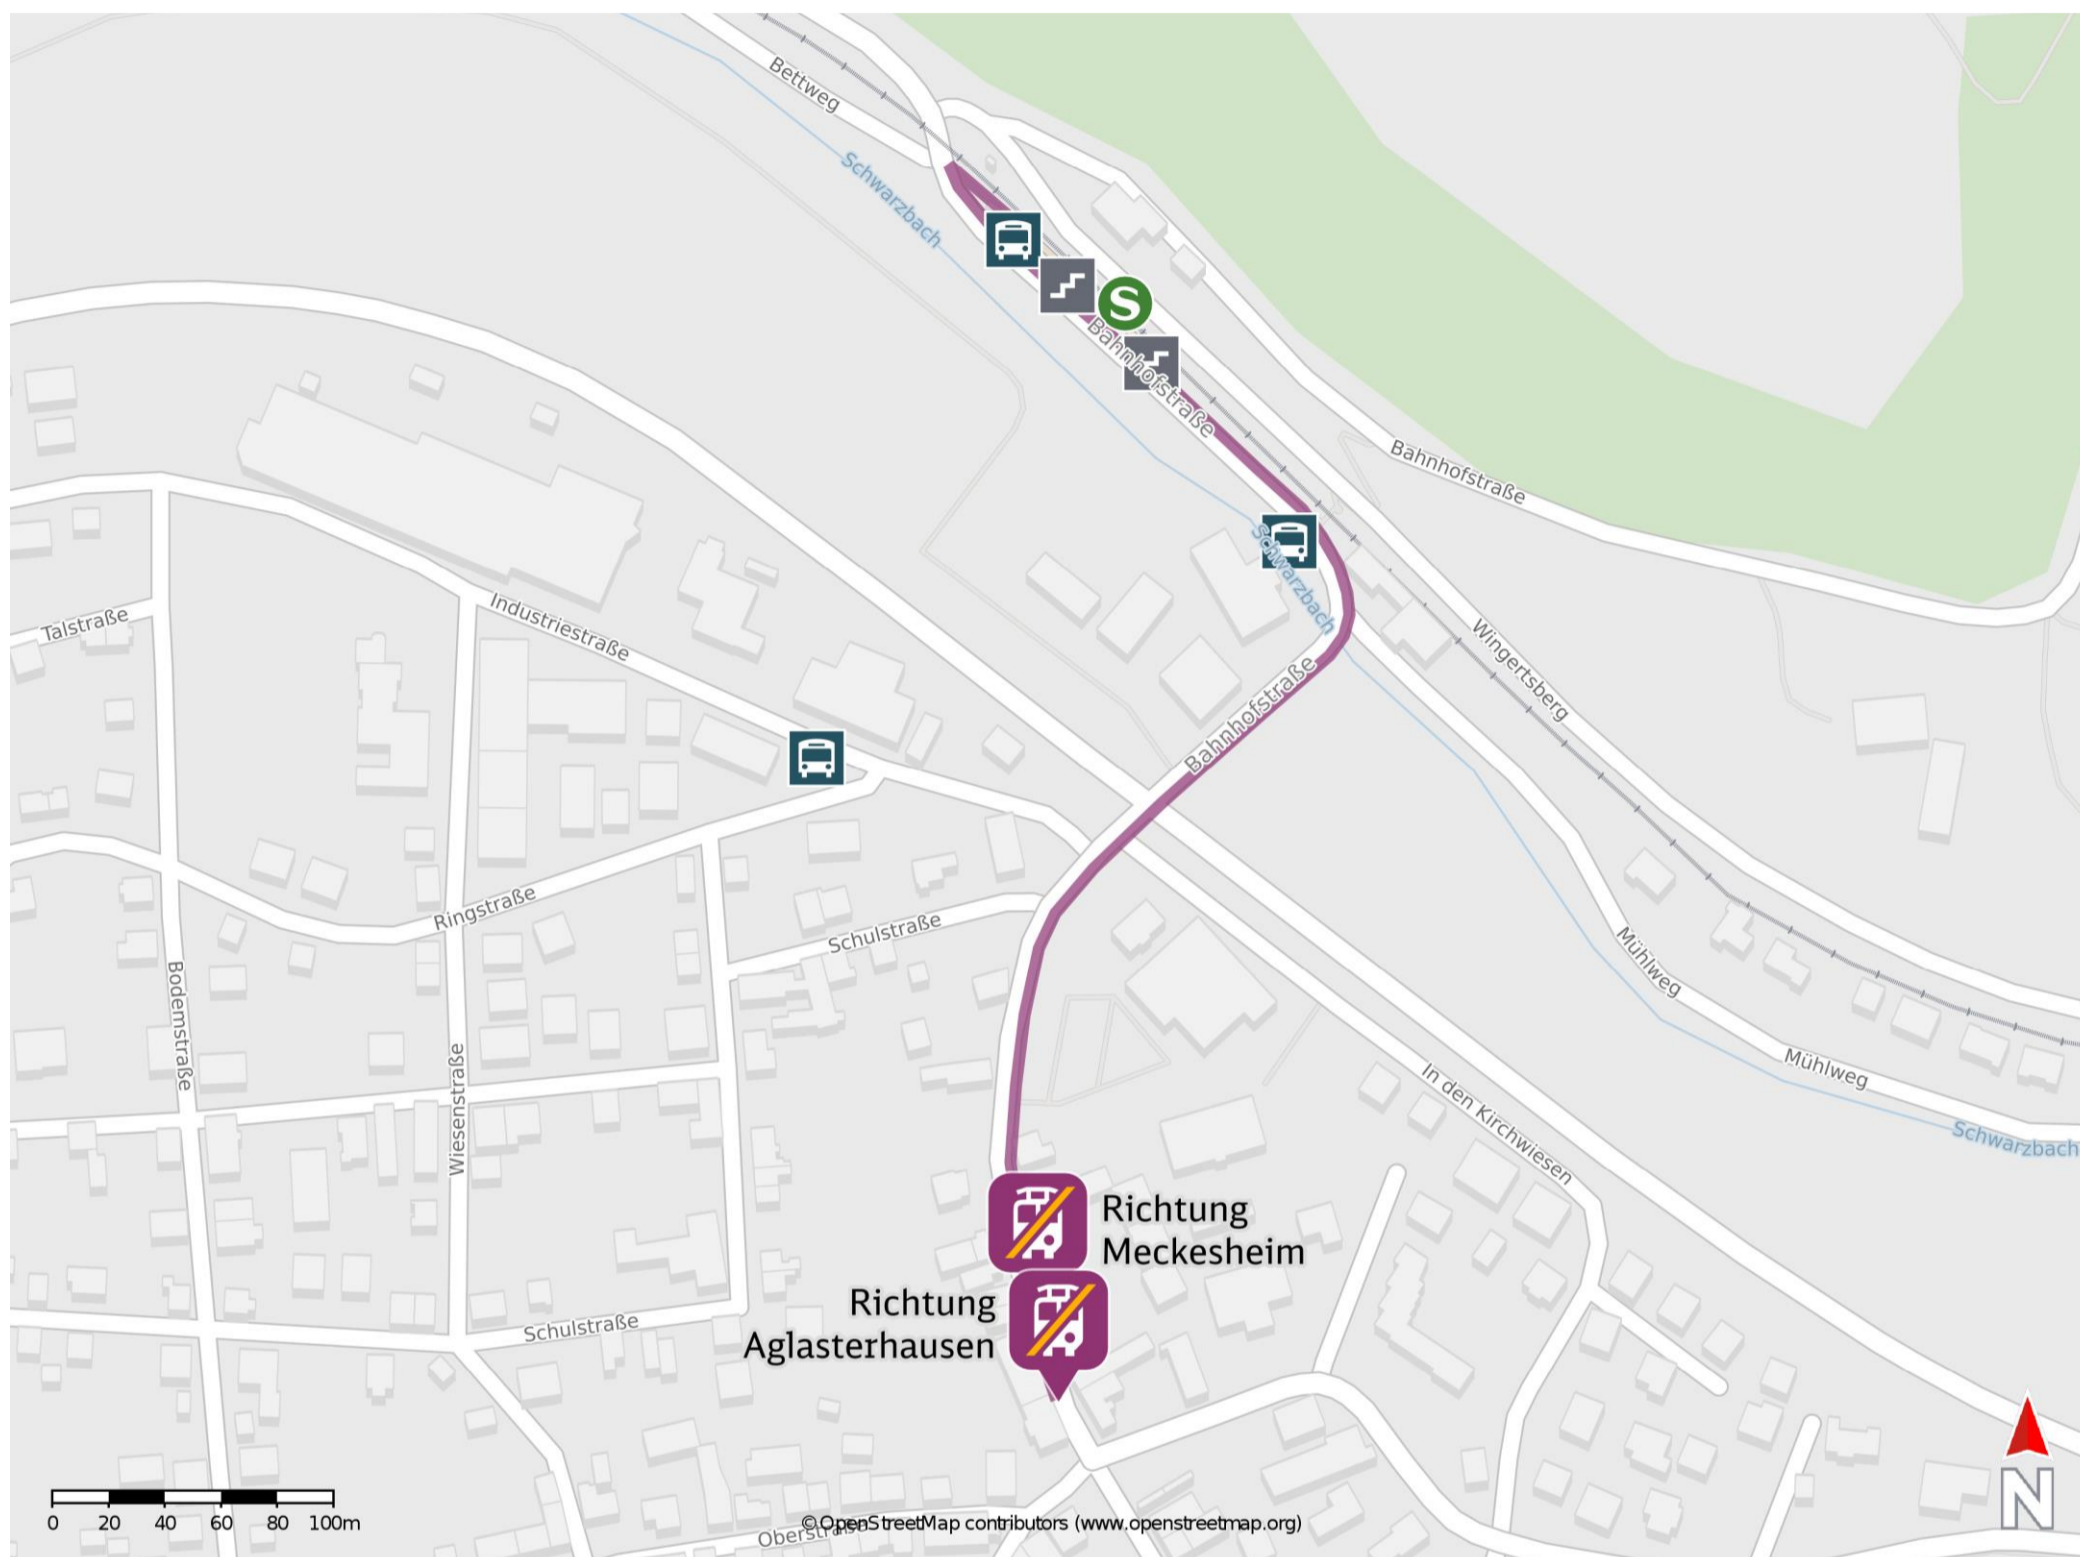 Bettweg
Schwarzbach
S
Bahnhofstraße
Bahnhofstraße
Schwarzbach
Industriestraße
Talstraße
Wingertsberg
Bahnhofstraße
Ringstraße
Schulstraße
Mühlweg
Bodemstraße
Wiesenstraße
Mühlweg
In den Kirchwiesen
Schwarzbach
Richtung
Meckesheim
Richtung
Aglasterhausen
Schulstraße
N
0 20 40 60 80 100m
Oberstraße
© OpenStreetMap contributors (www.openstreetmap.org)